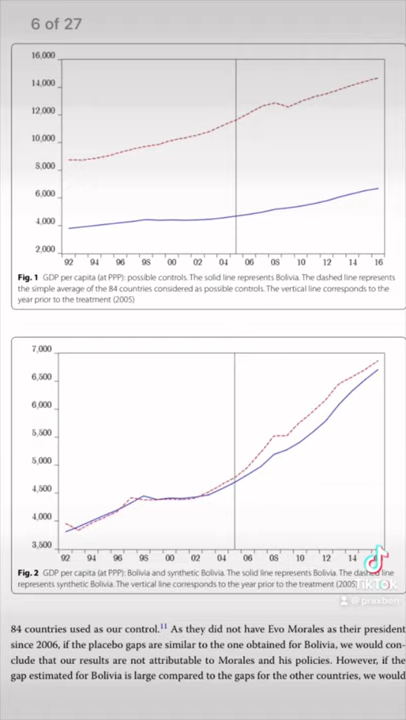 6 of 27
16,000
14,000
12,000
10,000
8,000
6,000
4,000
2,000
92 94 96 98 00 02 04 06 08 10 12 14 16
Fig. 1 GDP per capita (at PPP): possible controls. The solid line represents Bolivia. The dashed line represents
the simple average of the 84 countries considered as possible controls. The vertical line corresponds to the
year prior to the treatment (2005)
7,000
6,500
6,000
5,500
5,000
4,500
4,000
3,500
92 94 96 98 00 02 04 06 08 10 12 14
Fig. 2 GDP per capita (at PPP): Bolivia and synthetic Bolivia. The solid line represents Bolivia. The dashed line
represents synthetic Bolivia. The vertical line corresponds to the year prior to the treatment (2005)
TikTok
@praxben
84 countries used as our control.11 As they did not have Evo Morales as their president
since 2006, if the placebo gaps are similar to the one obtained for Bolivia, we would con-
clude that our results are not attributable to Morales and his policies. However, if the
gap estimated for Bolivia is large compared to the gaps for the other countries, we would